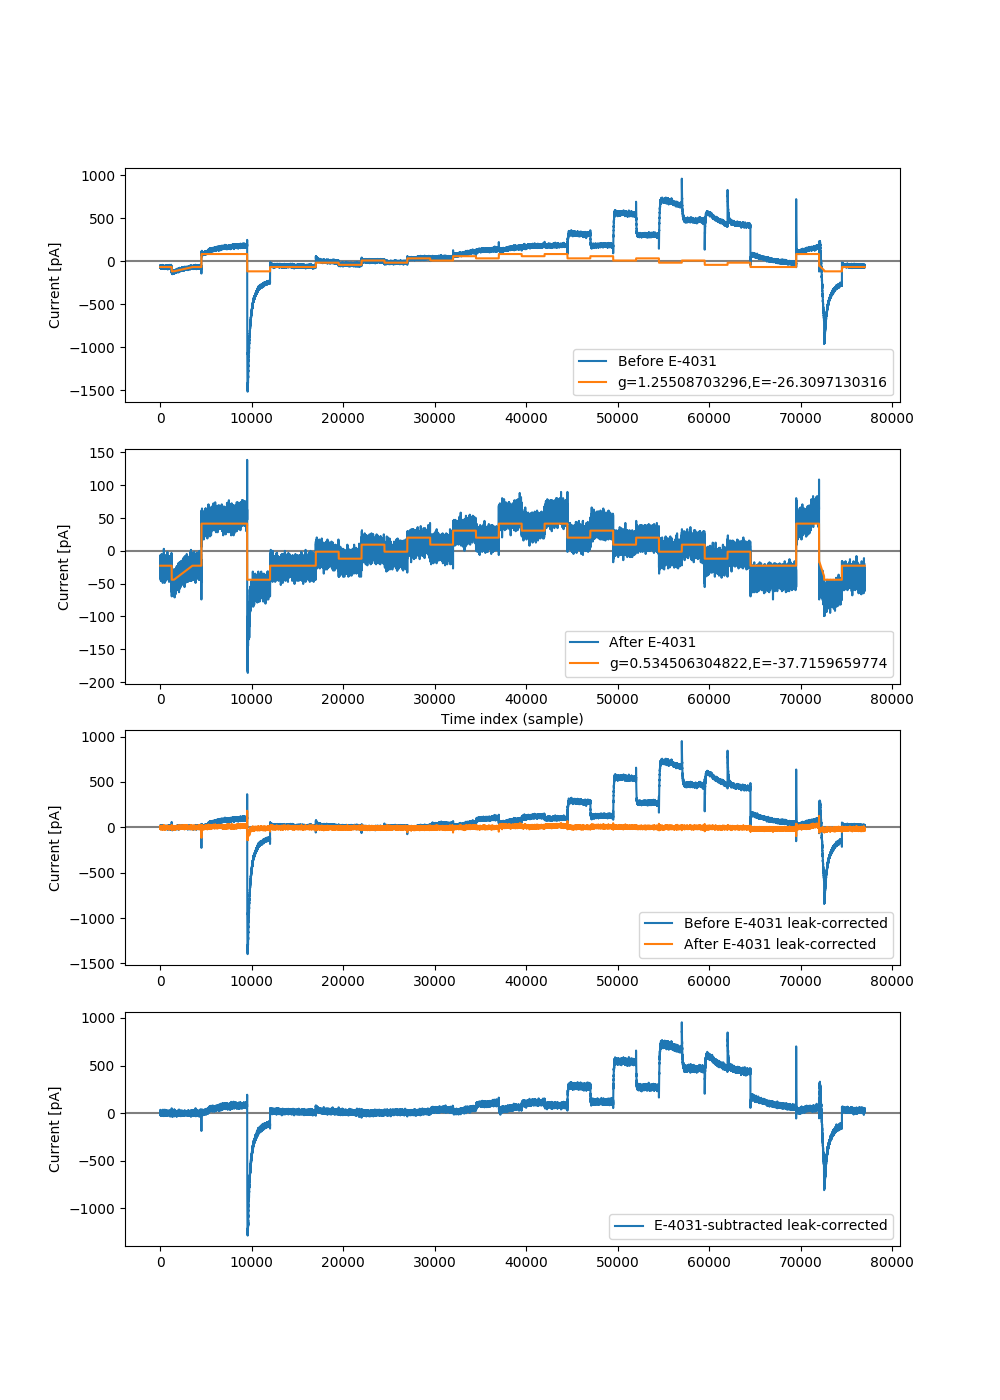 1000
500
0
−500
−1000
−1500
Current [pA]
Before E-4031
g=1.25508703296,E=-26.3097130316
0 10000 20000 30000 40000 50000 60000 70000 80000
150
100
50
0
−50
−100
−150
−200
Current [pA]
After E-4031
g=0.534506304822,E=-37.7159659774
0 10000 20000 30000 40000 50000 60000 70000 80000
Time index (sample)
1000
500
0
−500
−1000
−1500
Current [pA]
Before E-4031 leak-corrected
After E-4031 leak-corrected
0 10000 20000 30000 40000 50000 60000 70000 80000
1000
500
0
−500
−1000
Current [pA]
E-4031-subtracted leak-corrected
0 10000 20000 30000 40000 50000 60000 70000 80000